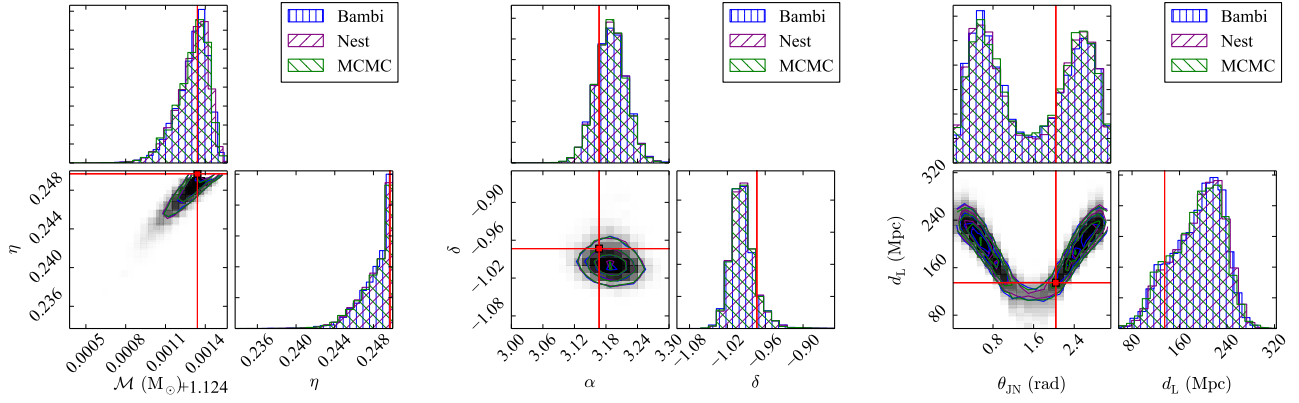 Bambi
Nest
MCMC
η
0.248
0.244
0.240
0.236
0.0005
0.0008
0.0011
0.0014
ℳ (M⊙)+1.124
0.236
0.240
0.244
0.248
η
Bambi
Nest
MCMC
δ
−0.90
−0.96
−1.02
−1.08
3.00
3.06
3.12
3.18
3.24
3.30
α
−1.08
−1.02
−0.96
−0.90
δ
Bambi
Nest
MCMC
d_L (Mpc)
320
240
160
80
0.8
1.6
2.4
θ_JN (rad)
80
160
240
320
d_L (Mpc)